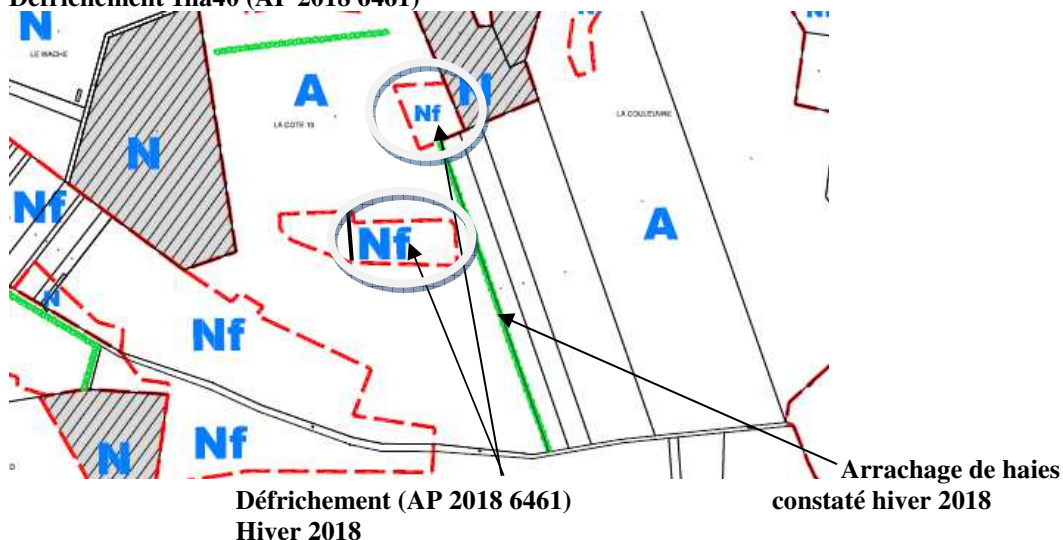 Défrichement 1ha40 (AP 2018 6461)
N
LE WACHE
A
LA COTE 10
Nf
N
LA COULEUVRE
N
Nf
Nf
A
N
Nf
Nf
N
Arrachage de haies
constaté hiver 2018
Défrichement (AP 2018 6461)
Hiver 2018